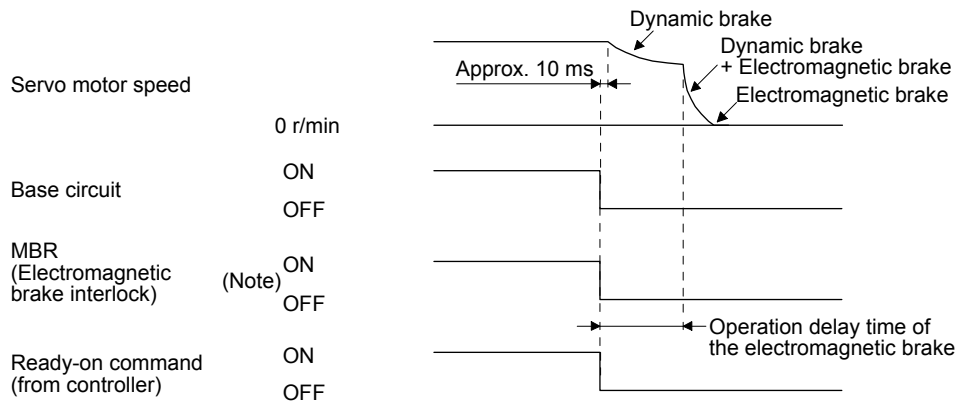 Dynamic brake
Dynamic brake
+ Electromagnetic brake
Approx. 10 ms
Electromagnetic brake
Servo motor speed
0 r/min
ON
Base circuit
OFF
MBR
(Electromagnetic
brake interlock)
(Note)
ON
OFF
Operation delay time of
the electromagnetic brake
Ready-on command
(from controller)
ON
OFF